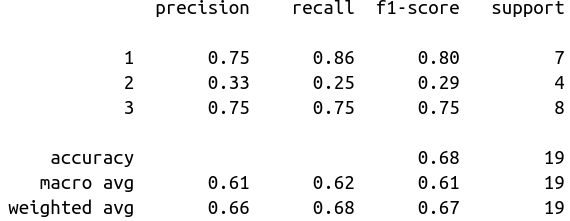 precision recall f1-score support
1 0.75 0.86 0.80 7
2 0.33 0.25 0.29 4
3 0.75 0.75 0.75 8
accuracy 0.68 19
macro avg 0.61 0.62 0.61 19
weighted avg 0.66 0.68 0.67 19